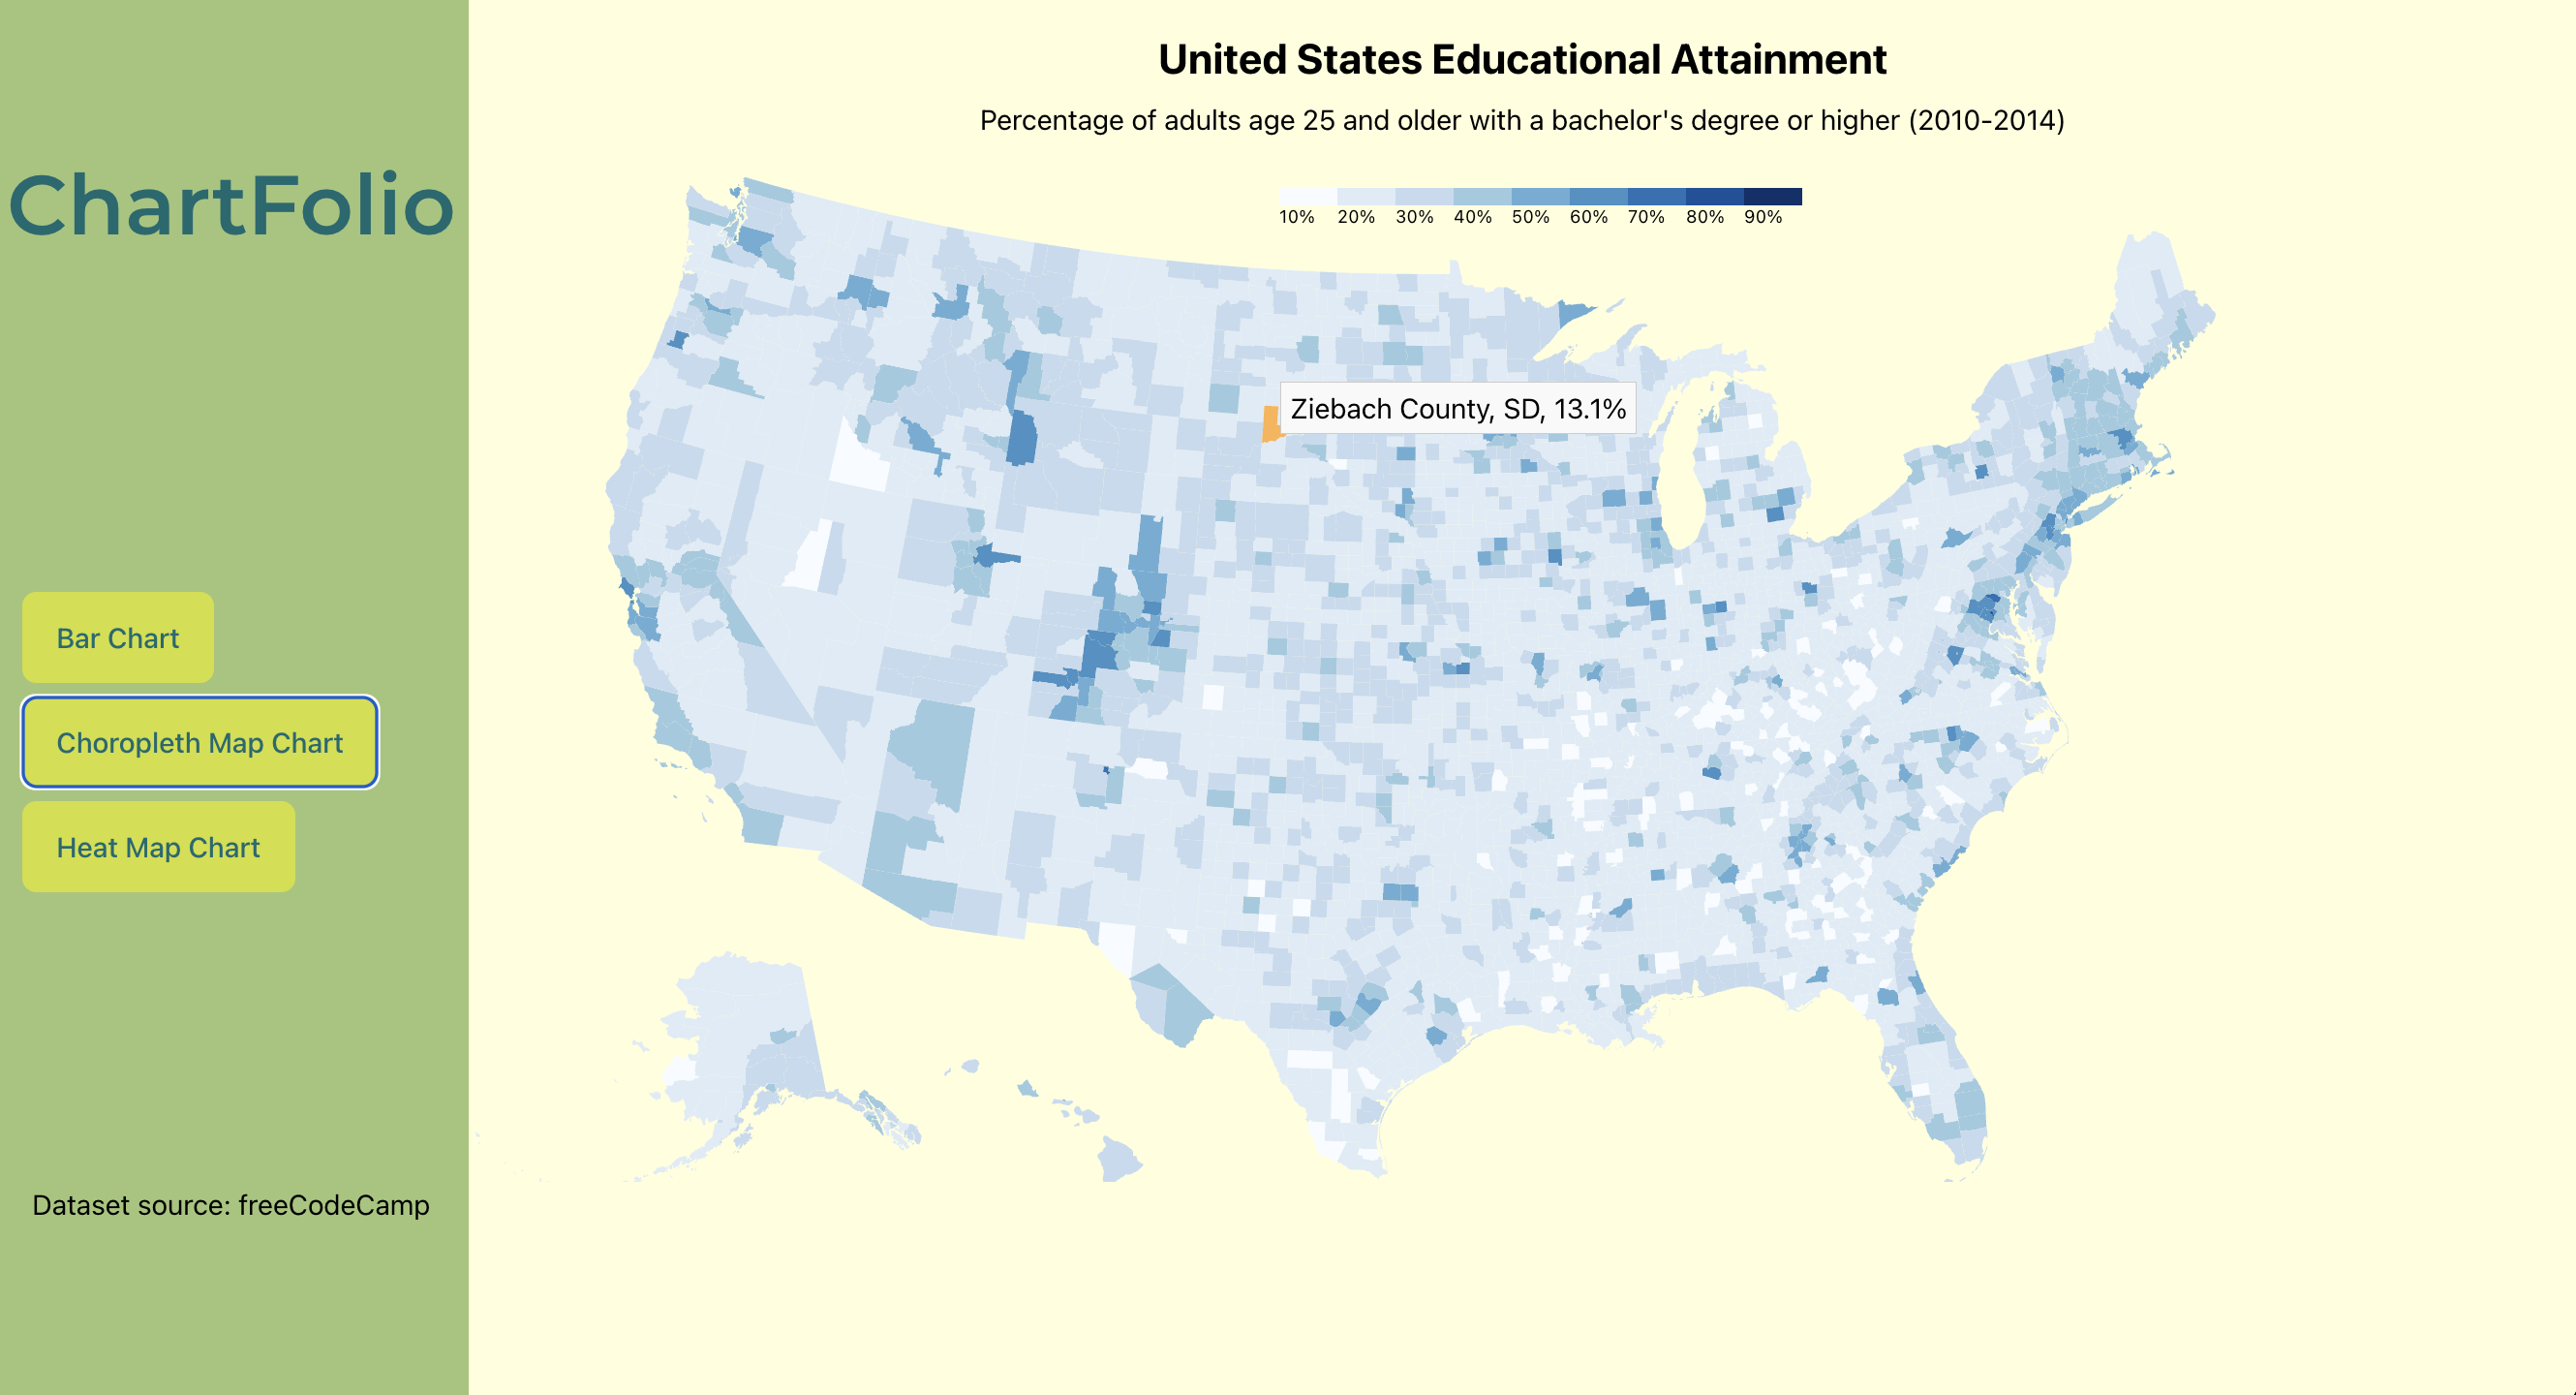 ChartFolio
Bar Chart
Choropleth Map Chart
Heat Map Chart
Dataset source: freeCodeCamp
United States Educational Attainment
Percentage of adults age 25 and older with a bachelor's degree or higher (2010-2014)
10% 20% 30% 40% 50% 60% 70% 80% 90%
Ziebach County, SD, 13.1%